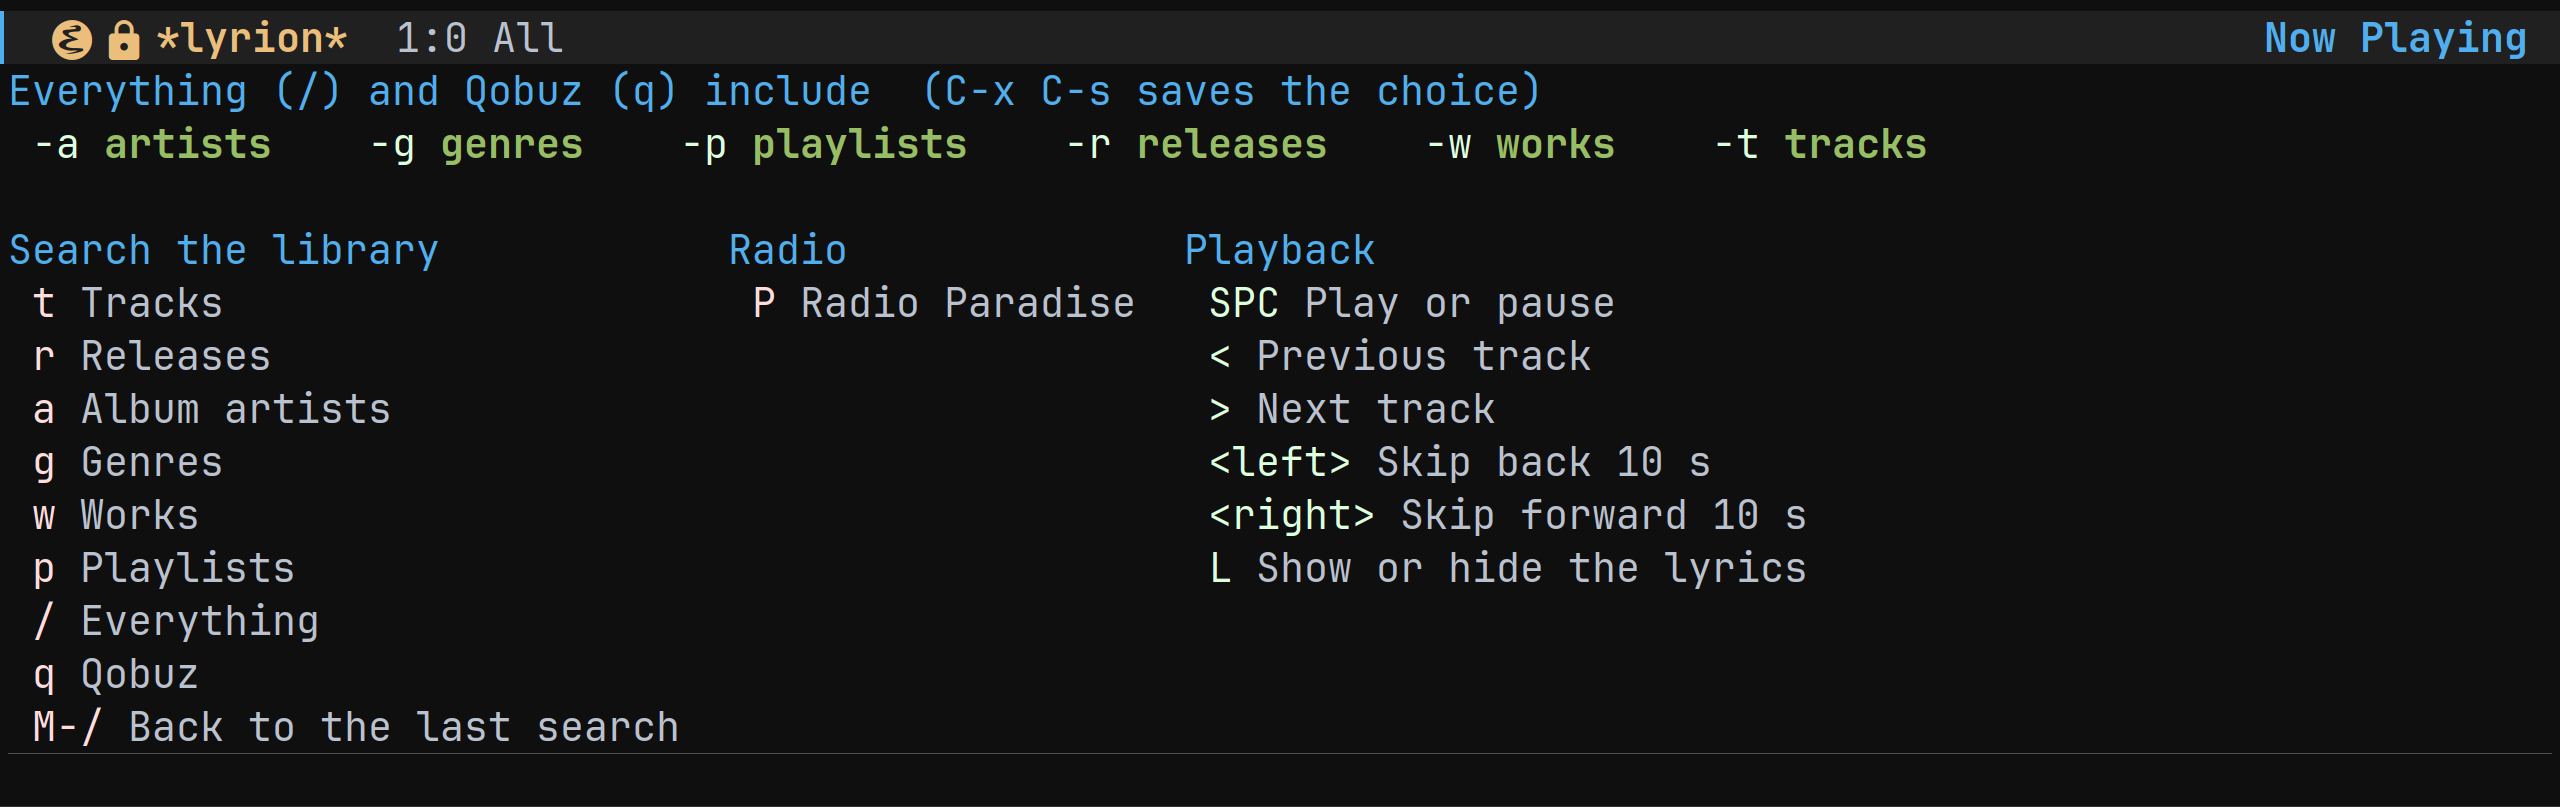 *lyrion* 1:0 All Now Playing
Everything (/) and Qobuz (q) include (C-x C-s saves the choice)
-a artists -g genres -p playlists -r releases -w works -t tracks
Search the library Radio Playback
t Tracks P Radio Paradise SPC Play or pause
r Releases < Previous track
a Album artists > Next track
g Genres <left> Skip back 10 s
w Works <right> Skip forward 10 s
p Playlists L Show or hide the lyrics
/ Everything
q Qobuz
M-/ Back to the last search